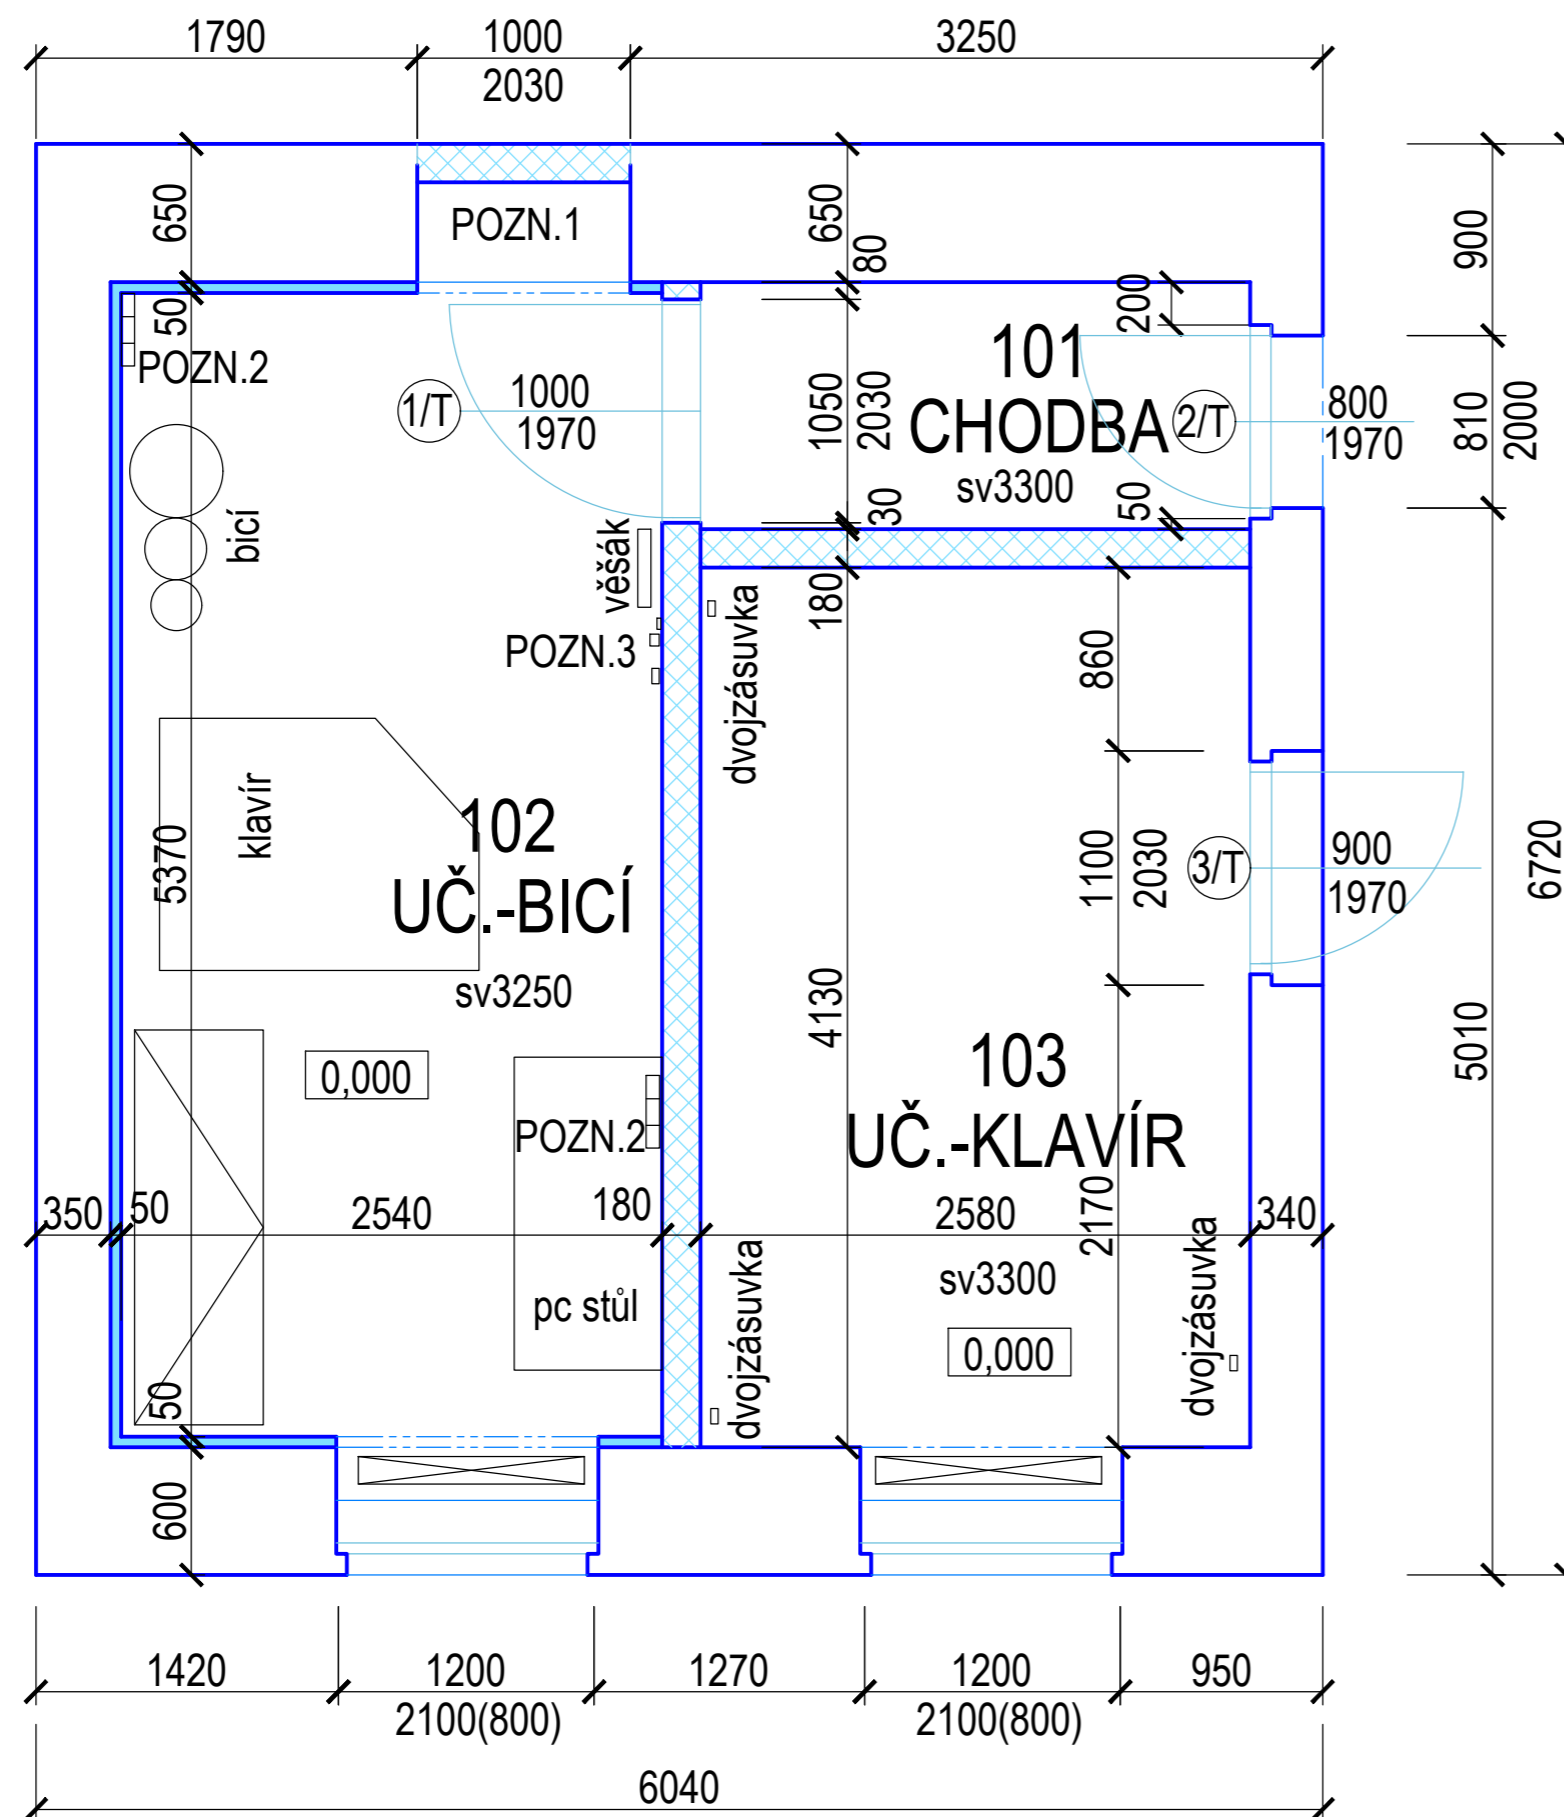 1790
1000
2030
3250
650
50
POZN.1
650
80
200
900
POZN.2
1/T
1000
1970
1050
2030
101
CHODBA
sv3300
2/T
800
1970
810
2000
bicí
věšák
30
50
180
POZN.3
dvojzásuvka
860
klavír
5370
102
UČ.-BICÍ
sv3250
1100
2030
3/T
900
1970
6720
4130
5010
0,000
103
UČ.-KLAVÍR
POZN.2
350
50
2540
180
2580
2170
340
pc stůl
dvojzásuvka
sv3300
0,000
dvojzásuvka
50
600
1420
1200
2100(800)
1270
1200
2100(800)
950
6040